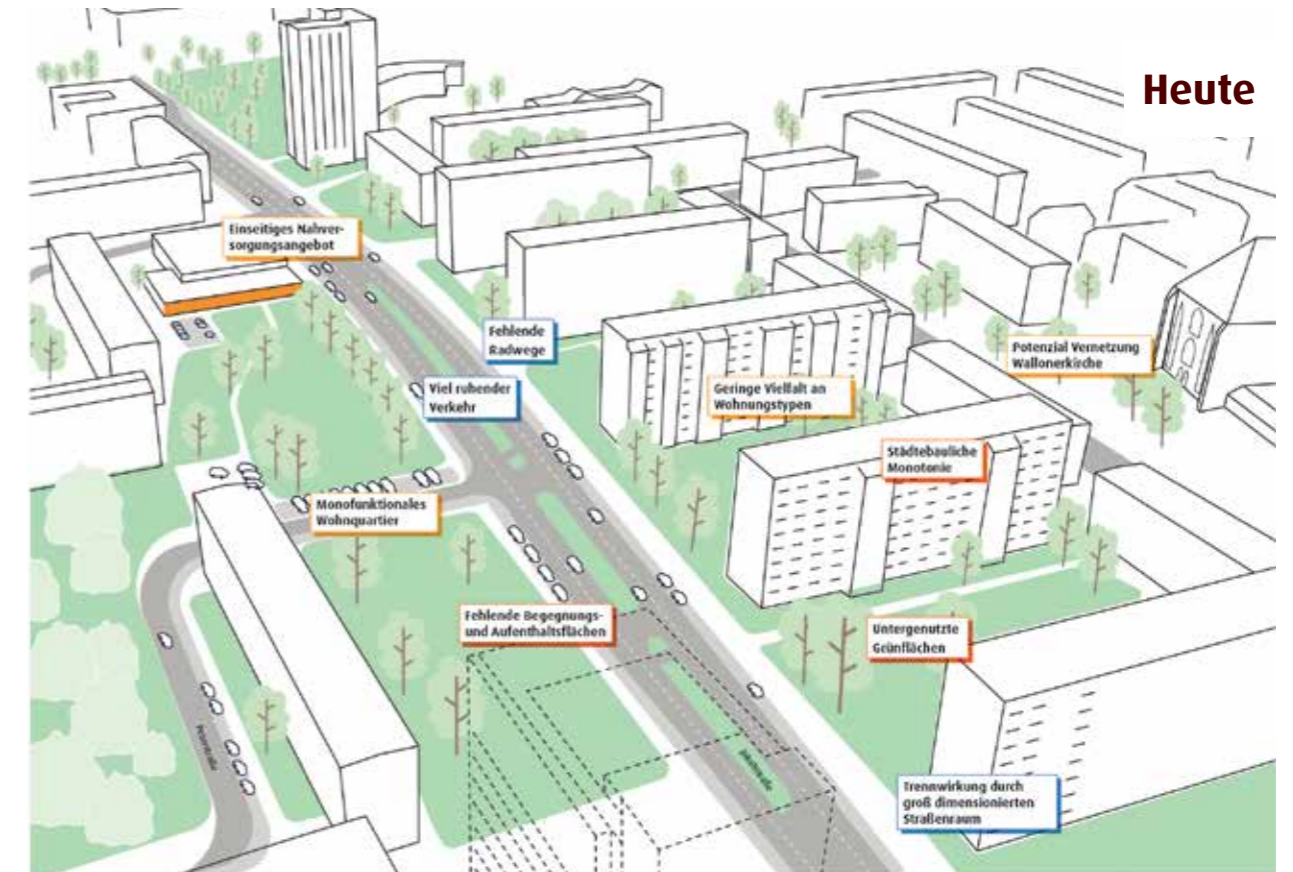 Heute
Einseitiges Nahver-
sorgungsangebot
Fehlende
Radwege
Potenzial Vernetzung
Wallonerkirche
Viel ruhender
Verkehr
Geringe Vielfalt an
Wohnungstypen
Städtebauliche
Monotonie
Monofunktionales
Wohnquartier
Fehlende Begegnungs-
und Aufenthaltsflächen
Untergenutzte
Grünflächen
Trennwirkung durch
groß dimensionierten
Straßenraum